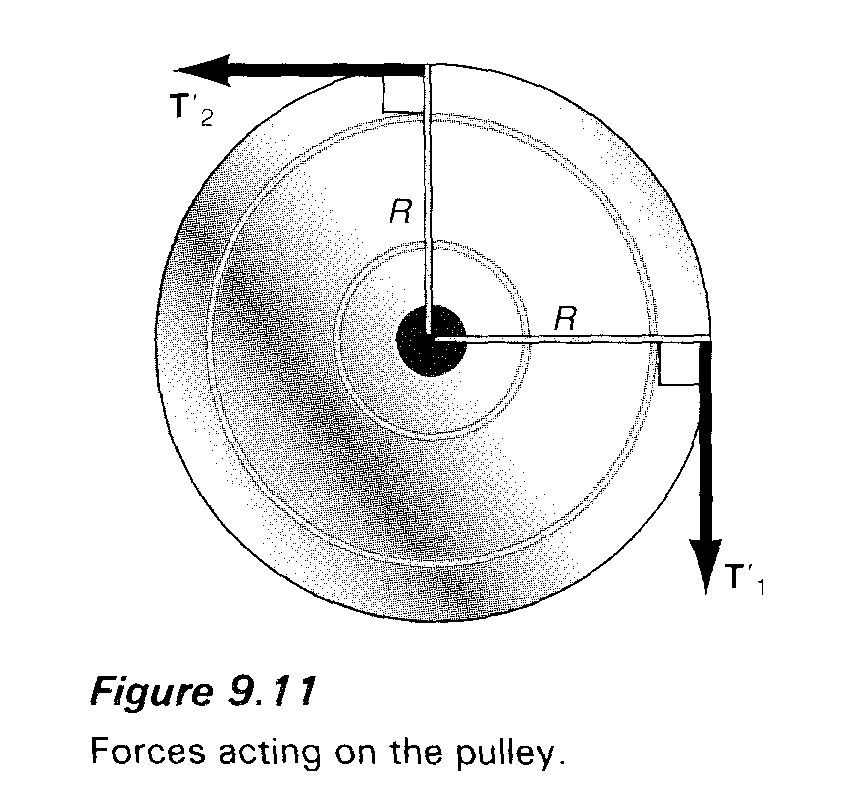 T′₂
R
R
T′₁
Figure 9.11
Forces acting on the pulley.